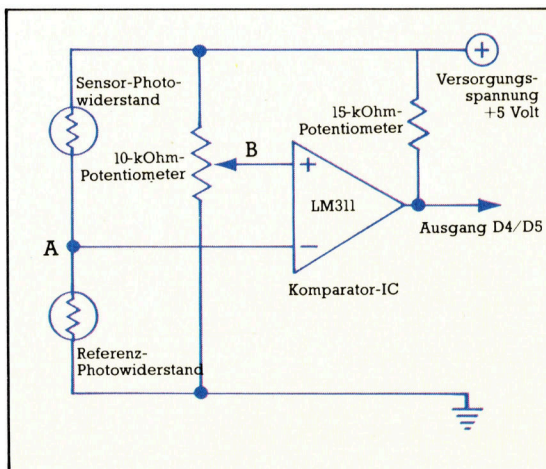 Sensor-Photo-
widerstand
10-kOhm-
Potentiometer
A
Referenz-
Photowiderstand
B
+
LM311
−
Komparator-IC
15-kOhm-
Potentiometer
+
Versorgungs-
spannung
+5 Volt
Ausgang D4/D5